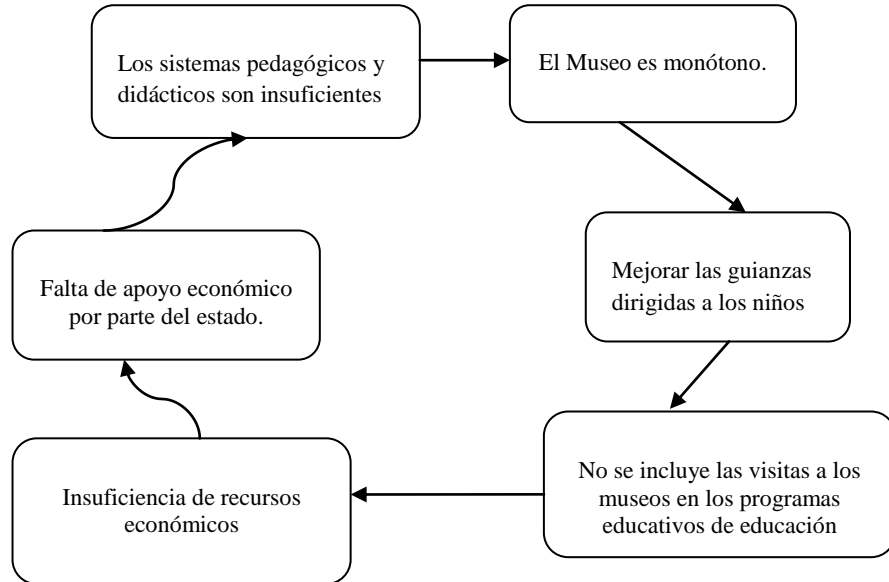 Los sistemas pedagógicos y
didácticos son insuficientes
El Museo es monótono.
Mejorar las guianzas
dirigidas a los niños
No se incluye las visitas a los
museos en los programas
educativos de educación
Insuficiencia de recursos
económicos
Falta de apoyo económico
por parte del estado.